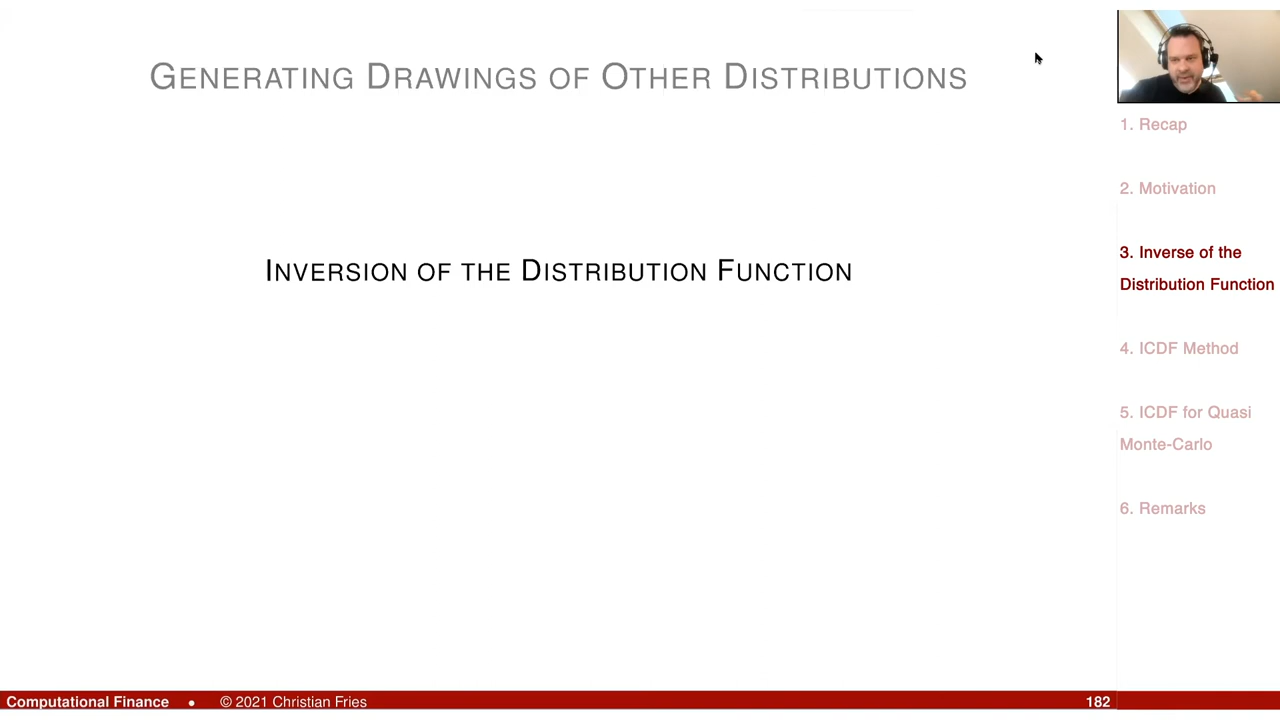 GENERATING DRAWINGS OF OTHER DISTRIBUTIONS
INVERSION OF THE DISTRIBUTION FUNCTION
1. Recap
2. Motivation
3. Inverse of the
Distribution Function
4. ICDF Method
5. ICDF for Quasi
Monte-Carlo
6. Remarks
Computational Finance • © 2021 Christian Fries 182